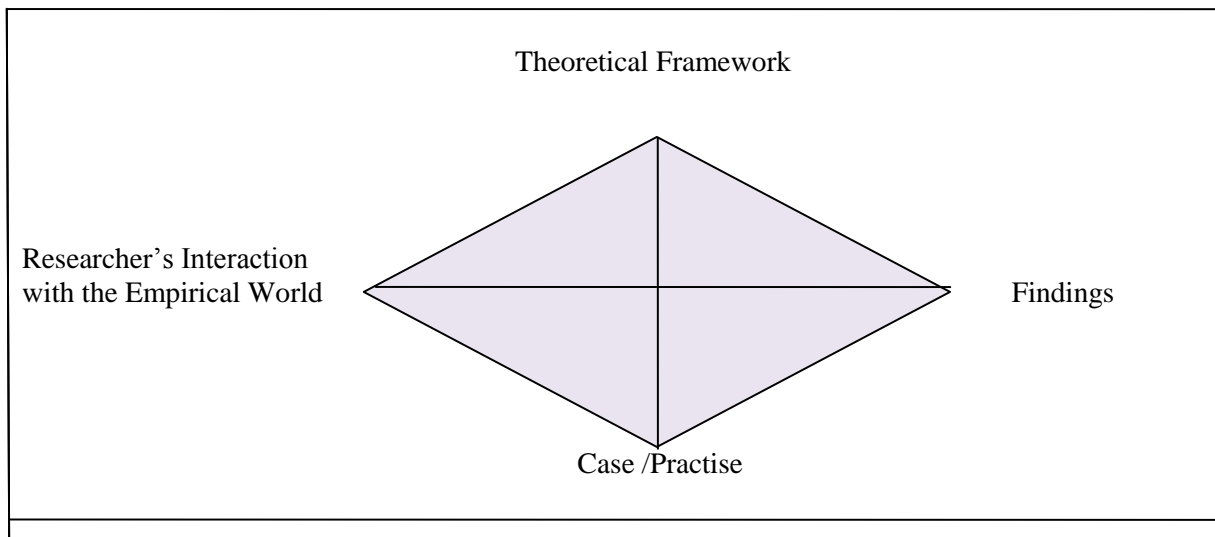 Theoretical Framework
Researcher’s Interaction
with the Empirical World
Findings
Case /Practise